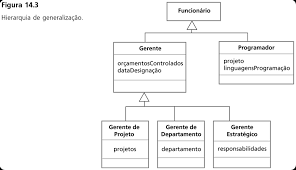 Figura 14.3
Hierarquia de generalização.
Funcionário
Gerente
orçamentosControlados
dataDesignação
Programador
projeto
linguagensProgramação
Gerente de
Projeto
projetos
Gerente de
Departamento
departamento
Gerente
Estratégico
responsabilidades